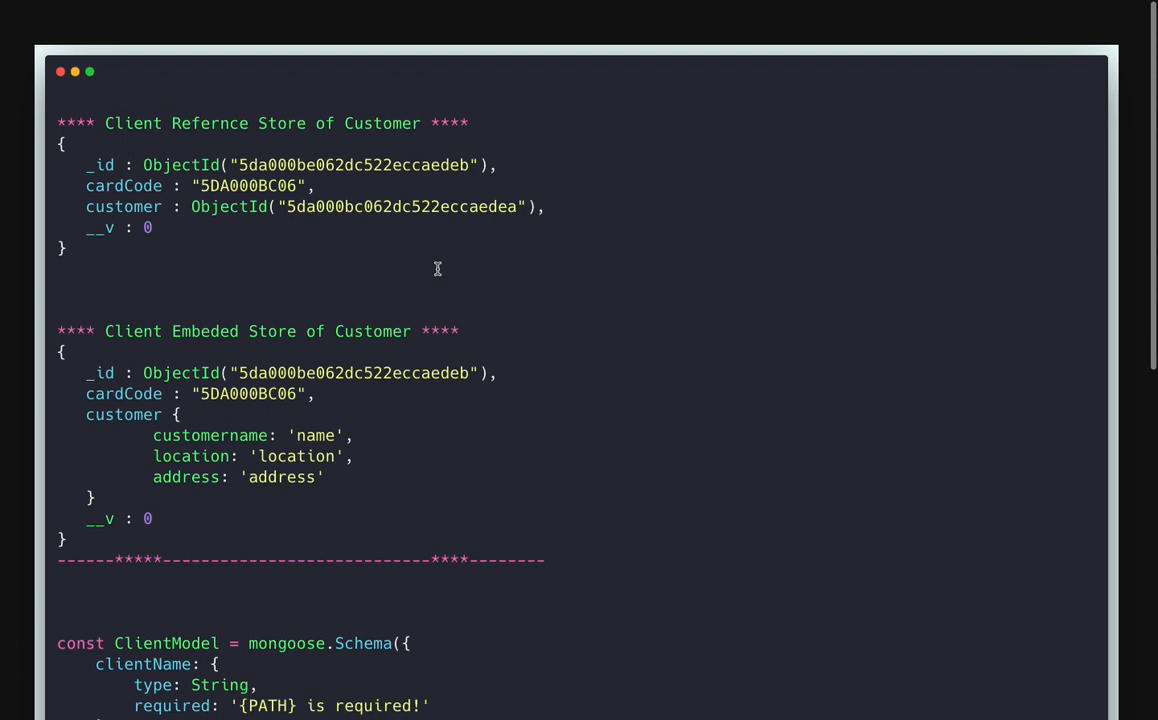 **** Client Refernce Store of Customer ****
{
_id : ObjectId("5da000be062dc522eccaedeb"),
cardCode : "5DA000BC06",
customer : ObjectId("5da000bc062dc522eccaedea"),
__v : 0
}
**** Client Embeded Store of Customer ****
{
_id : ObjectId("5da000be062dc522eccaedeb"),
cardCode : "5DA000BC06",
customer {
customername: 'name',
location: 'location',
address: 'address'
}
__v : 0
}
------*****----------------------------****--------
const ClientModel = mongoose.Schema({
clientName: {
type: String,
required: '{PATH} is required!'